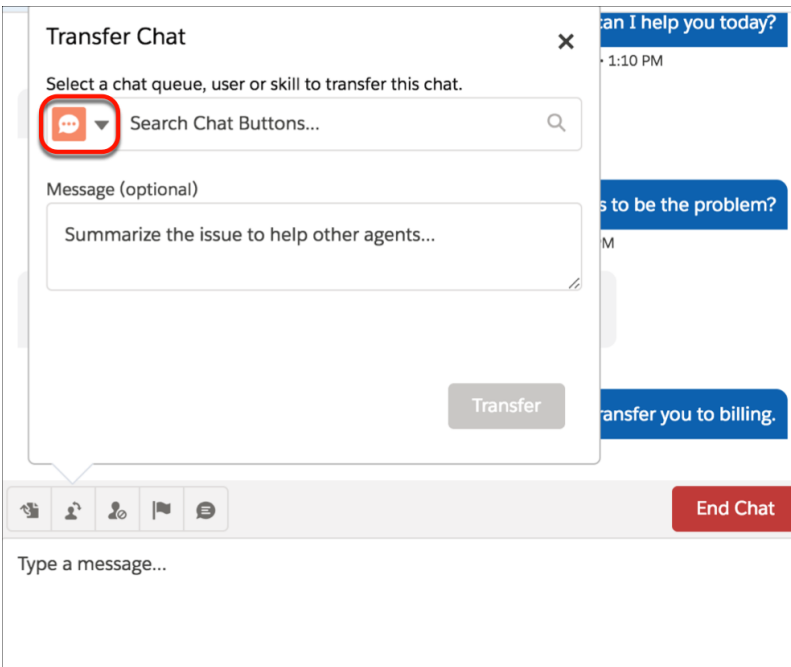 Transfer Chat
can I help you today?
• 1:10 PM
Select a chat queue, user or skill to transfer this chat.
Search Chat Buttons...
Message (optional)
Summarize the issue to help other agents...
s to be the problem?
PM
Transfer
transfer you to billing.
End Chat
Type a message...